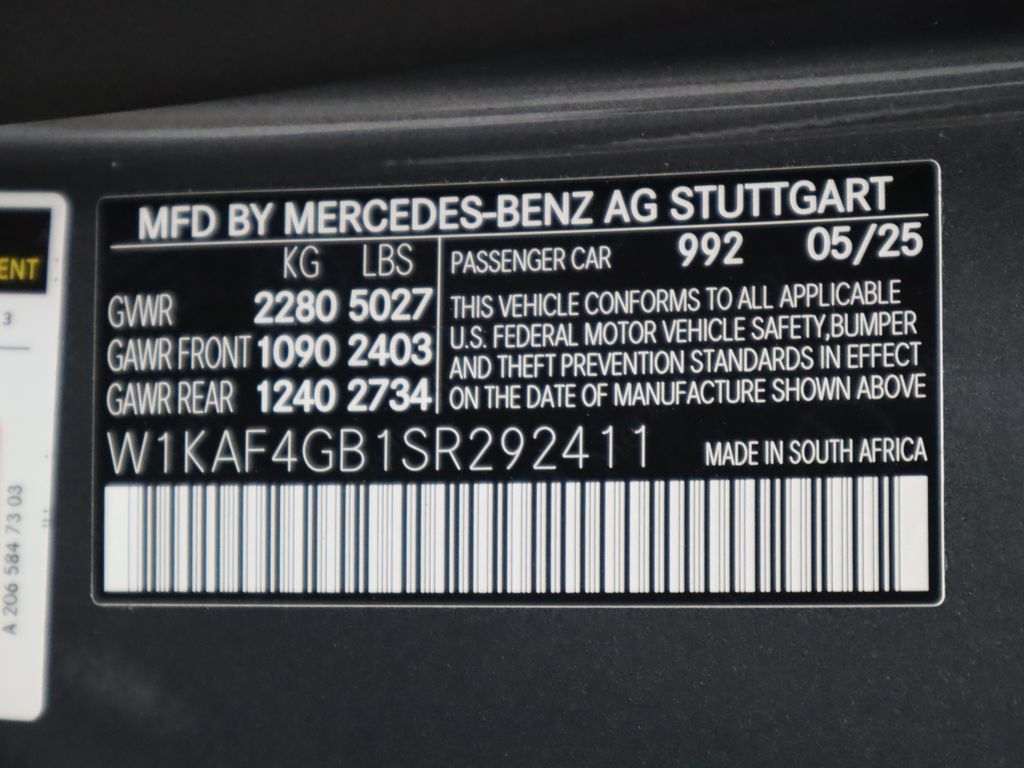 MFD BY MERCEDES-BENZ AG STUTTGART
KG LBS
GVWR 2280 5027
GAWR FRONT 1090 2403
GAWR REAR 1240 2734
PASSENGER CAR 992 05/25
THIS VEHICLE CONFORMS TO ALL APPLICABLE
U.S. FEDERAL MOTOR VEHICLE SAFETY,BUMPER
AND THEFT PREVENTION STANDARDS IN EFFECT
ON THE DATE OF MANUFACTURE SHOWN ABOVE
W1KAF4GB1SR292411 MADE IN SOUTH AFRICA
ENT
3
A 206 584 73 03